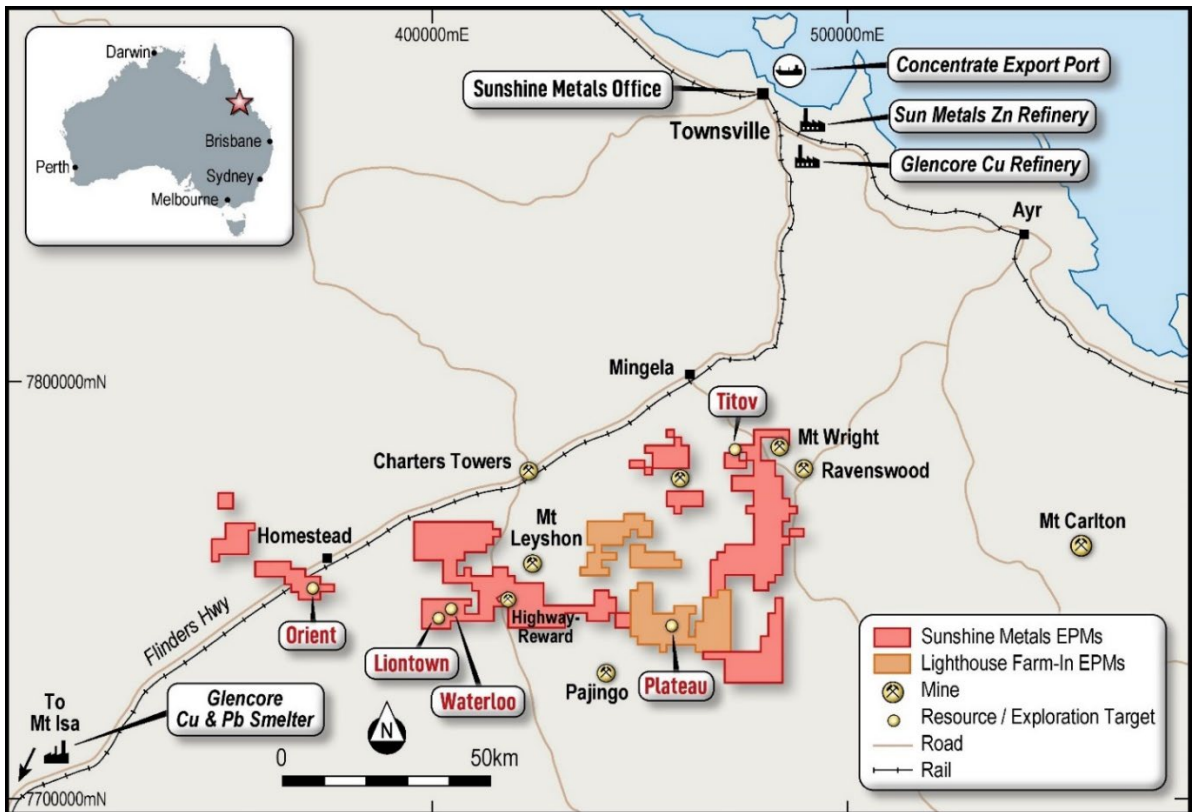 400000mE
500000mE
Darwin
Brisbane
Perth
Sydney
Melbourne
Sunshine Metals Office
Concentrate Export Port
Townsville
Sun Metals Zn Refinery
Glencore Cu Refinery
Ayr
7800000mN
Mingela
Titov
Mt Wright
Ravenswood
Charters Towers
Mt
Leyshon
Homestead
Mt Carlton
Highway-
Reward
Orient
Liontown
Waterloo
Plateau
Pajingo
Flinders Hwy
Glencore
Cu & Pb Smelter
To
Mt Isa
N
0
50km
Sunshine Metals EPMs
Lighthouse Farm-In EPMs
Mine
Resource / Exploration Target
Road
Rail
7700000mN